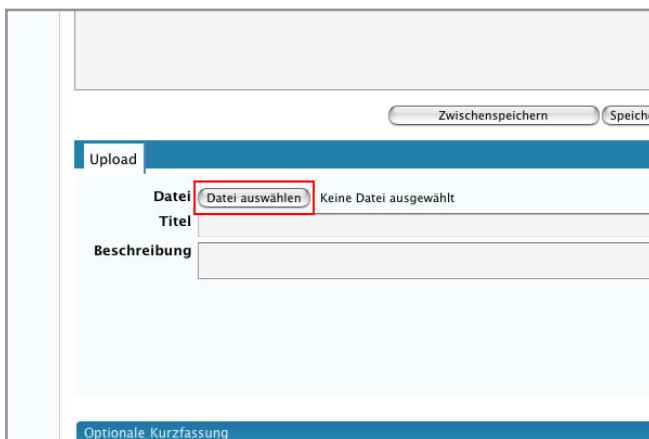 Zwischenspeichern
Upload
Datei Datei auswählen Keine Datei ausgewählt
Titel
Beschreibung
Optionale Kurzfassung